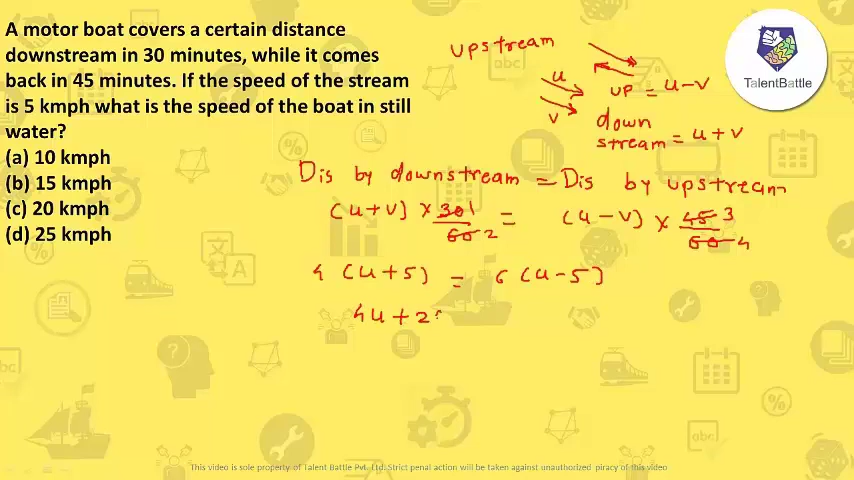 A motor boat covers a certain distance
downstream in 30 minutes, while it comes
back in 45 minutes. If the speed of the stream
is 5 kmph what is the speed of the boat in still
water?
(a) 10 kmph
(b) 15 kmph
(c) 20 kmph
(d) 25 kmph
TalentBattle
upstream
u
v
up = u-v
down
stream = u+v
Dis by downstream = Dis by upstream
(u+v) × 30 1 / 60 2 = (u-v) × 45 3 / 60 4
4 (u+5) = 6 (u-5)
4u+2
This video is sole property of Talent Battle Pvt. Ltd. Strict penal action will be taken against unauthorized piracy of this video